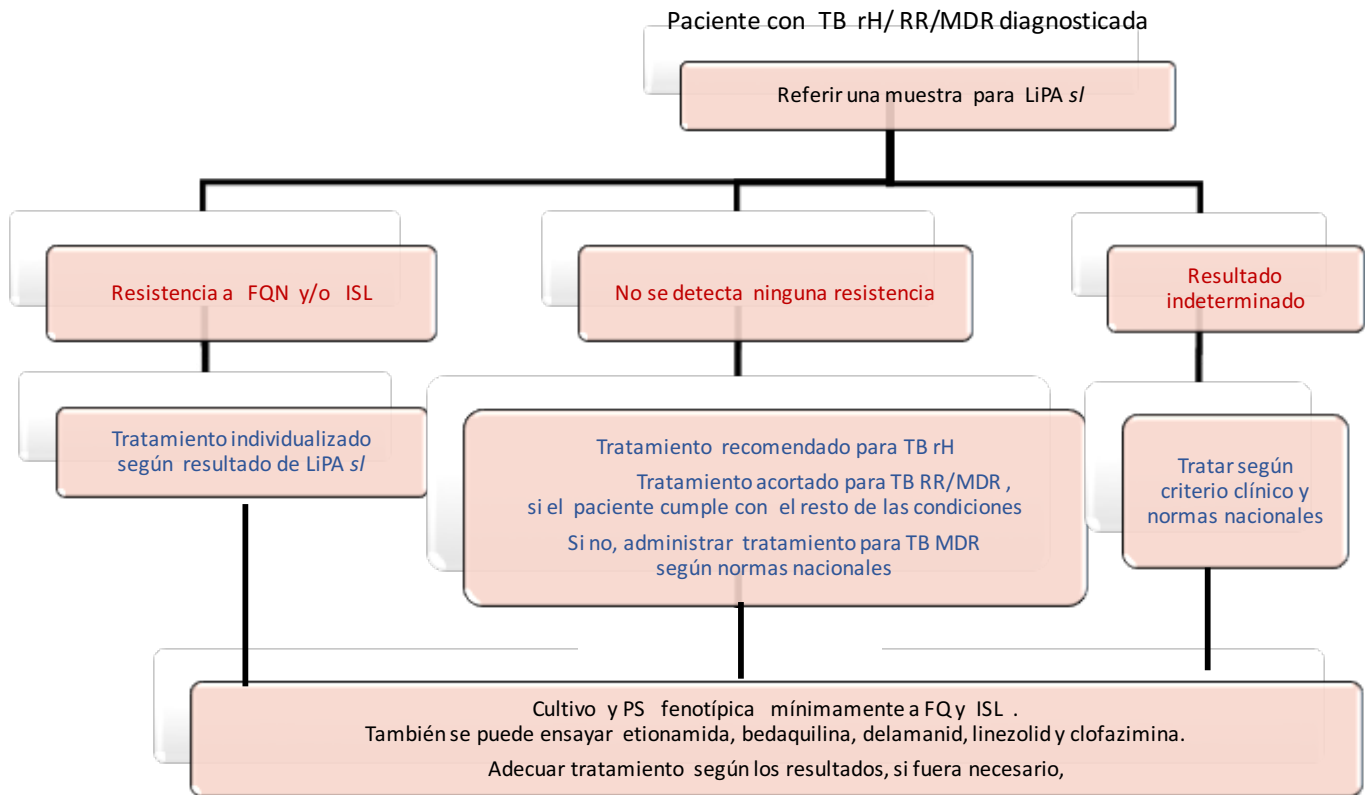 Paciente con TB rH/ RR/MDR diagnosticada
Referir una muestra para LiPA sl
Resistencia a FQN y/o ISL
No se detecta ninguna resistencia
Resultado
indeterminado
Tratamiento individualizado
según resultado de LiPA sl
Tratamiento recomendado para TB rH
Tratamiento acortado para TB RR/MDR ,
si el paciente cumple con el resto de las condiciones
Si no, administrar tratamiento para TB MDR
según normas nacionales
Tratar según
criterio clínico y
normas nacionales
Cultivo y PS fenotípica mínimamente a FQ y ISL .
También se puede ensayar etionamida, bedaquilina, delamanid, linezolid y clofazimina.
Adecuar tratamiento según los resultados, si fuera necesario,